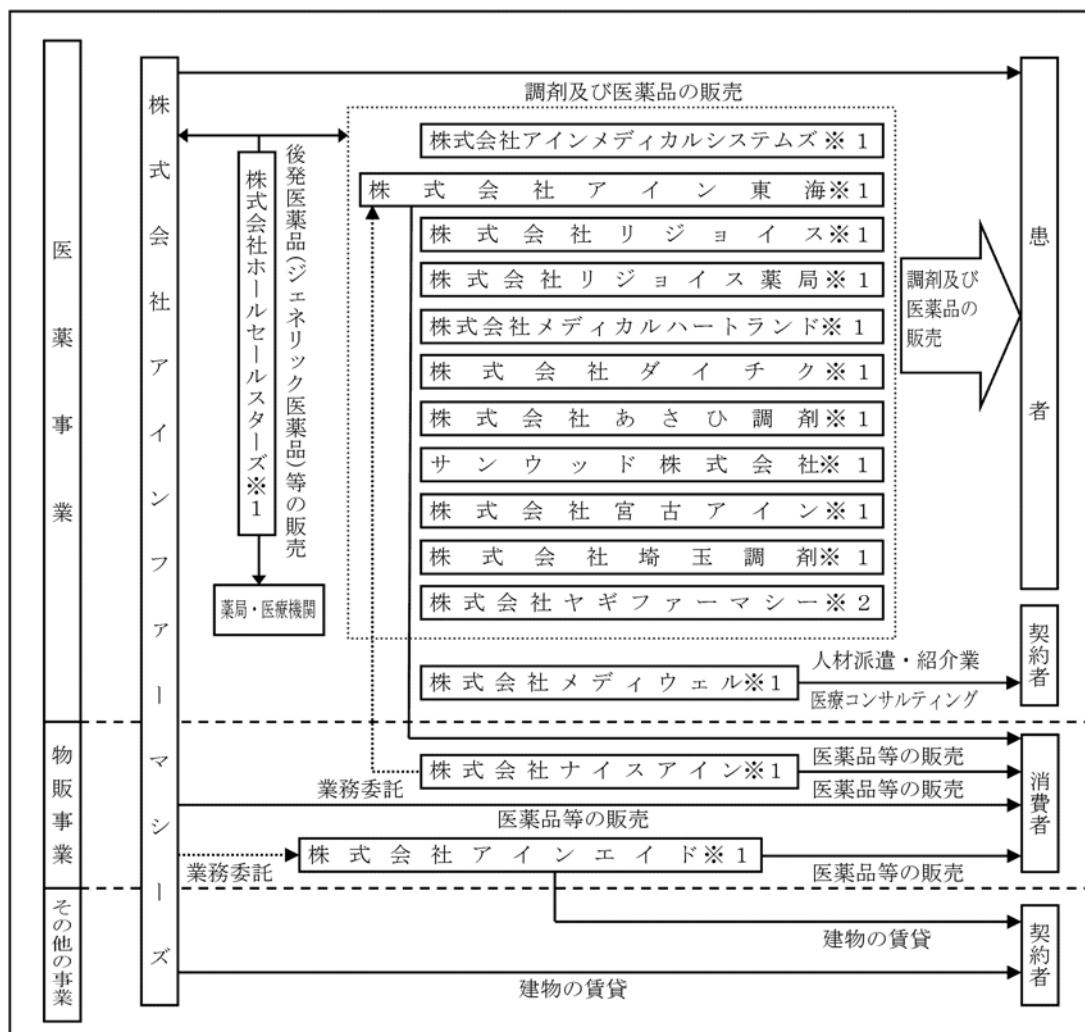 医薬事業
物販事業
その他の事業
株式会社アインファーマシーズ
調剤及び医薬品の販売
株式会社ホールセールスターズ※1
後発医薬品(ジェネリック医薬品)等の販売
薬局・医療機関
株式会社アインメディカルシステムズ※1
株式会社アイン東海※1
株式会社リジョイス※1
株式会社リジョイス薬局※1
株式会社メディカルハートランド※1
株式会社ダイチク※1
株式会社あさひ調剤※1
サンウッド株式会社※1
株式会社宮古アイン※1
株式会社埼玉調剤※1
株式会社ヤギファーマシー※2
調剤及び
医薬品の
販売
患者
株式会社メディウェル※1
人材派遣・紹介業
医療コンサルティング
契約者
医薬品等の販売
株式会社ナイスアイン※1
業務委託
医薬品等の販売
医薬品等の販売
消費者
業務委託
株式会社アインエイド※1
医薬品等の販売
建物の賃貸
建物の賃貸
契約者